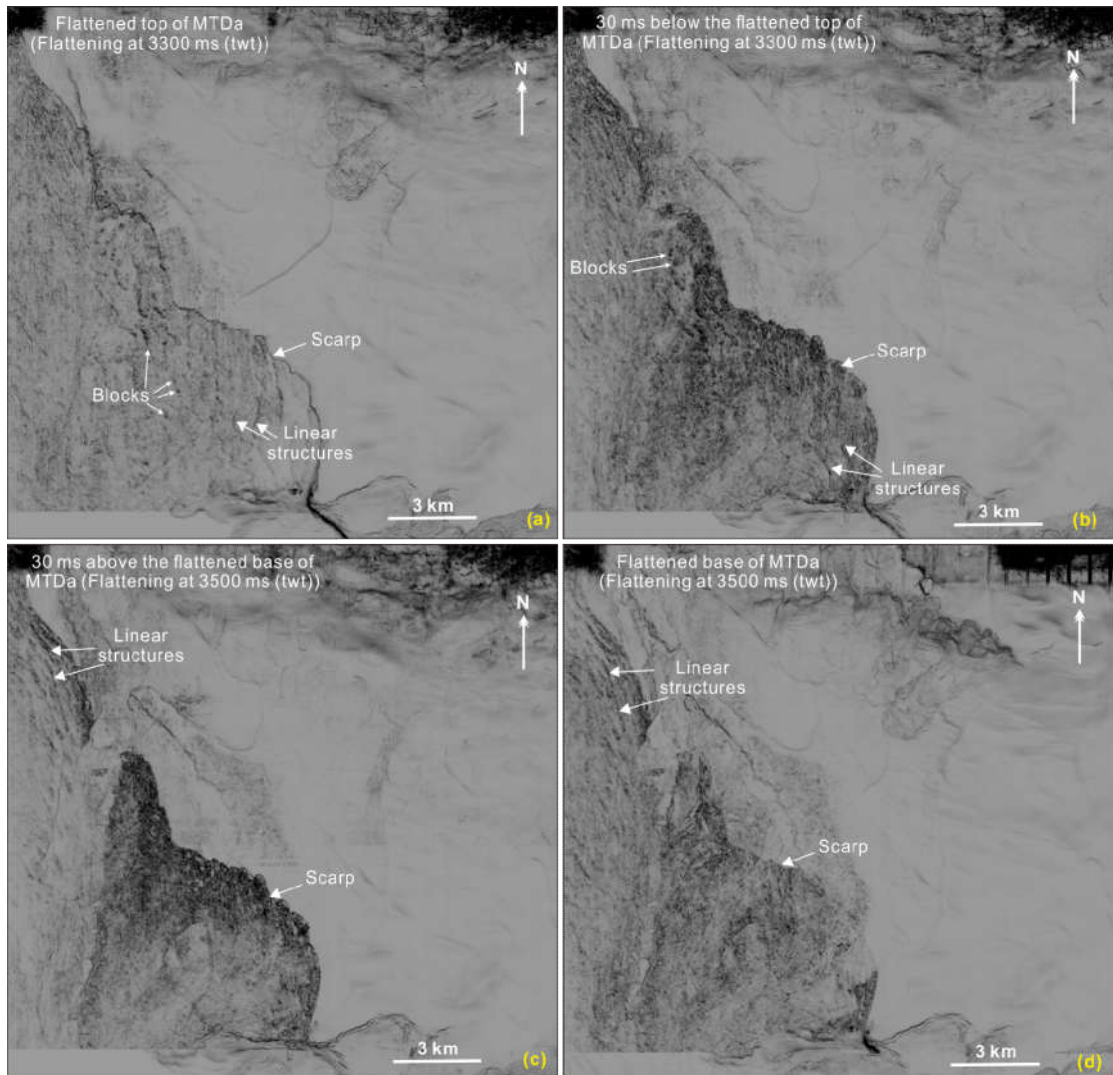 Flattened top of MTDa
(Flattening at 3300 ms (twt))
N
Scarp
Blocks
Linear
structures
3 km
(a)
30 ms below the flattened top of
MTDa (Flattening at 3300 ms (twt))
N
Blocks
Scarp
Linear
structures
3 km
(b)
30 ms above the flattened base of
MTDa (Flattening at 3500 ms (twt))
N
Linear
structures
Scarp
3 km
(c)
Flattened base of MTDa
(Flattening at 3500 ms (twt))
N
Linear
structures
Scarp
3 km
(d)